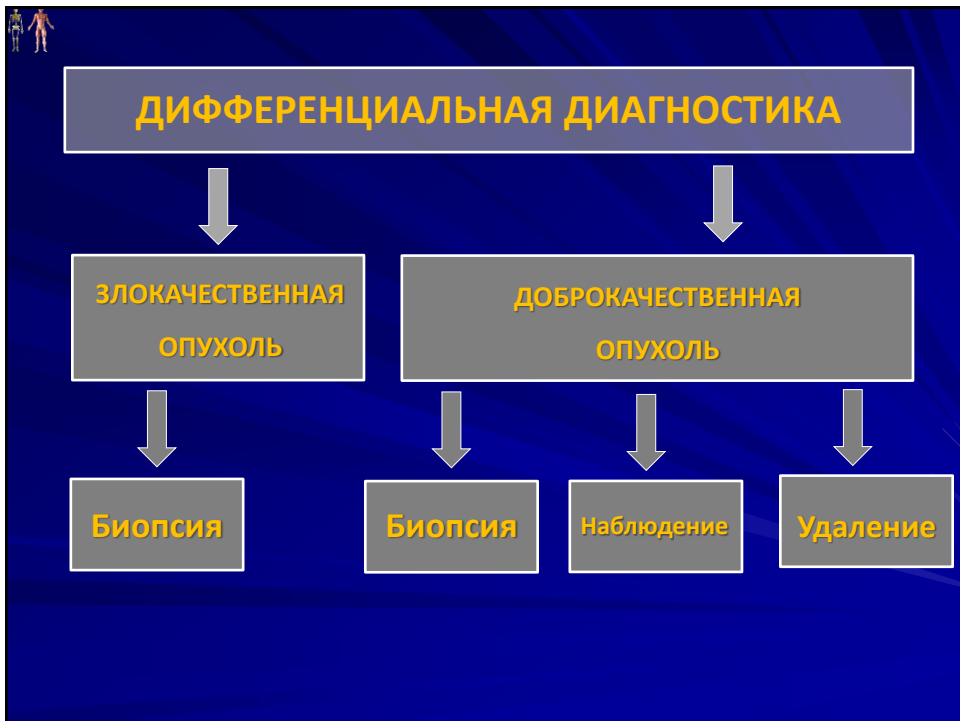 ДИФФЕРЕНЦИАЛЬНАЯ ДИАГНОСТИКА
ЗЛОКАЧЕСТВЕННАЯ
ОПУХОЛЬ
ДОБРОКАЧЕСТВЕННАЯ
ОПУХОЛЬ
Биопсия
Биопсия
Наблюдение
Удаление